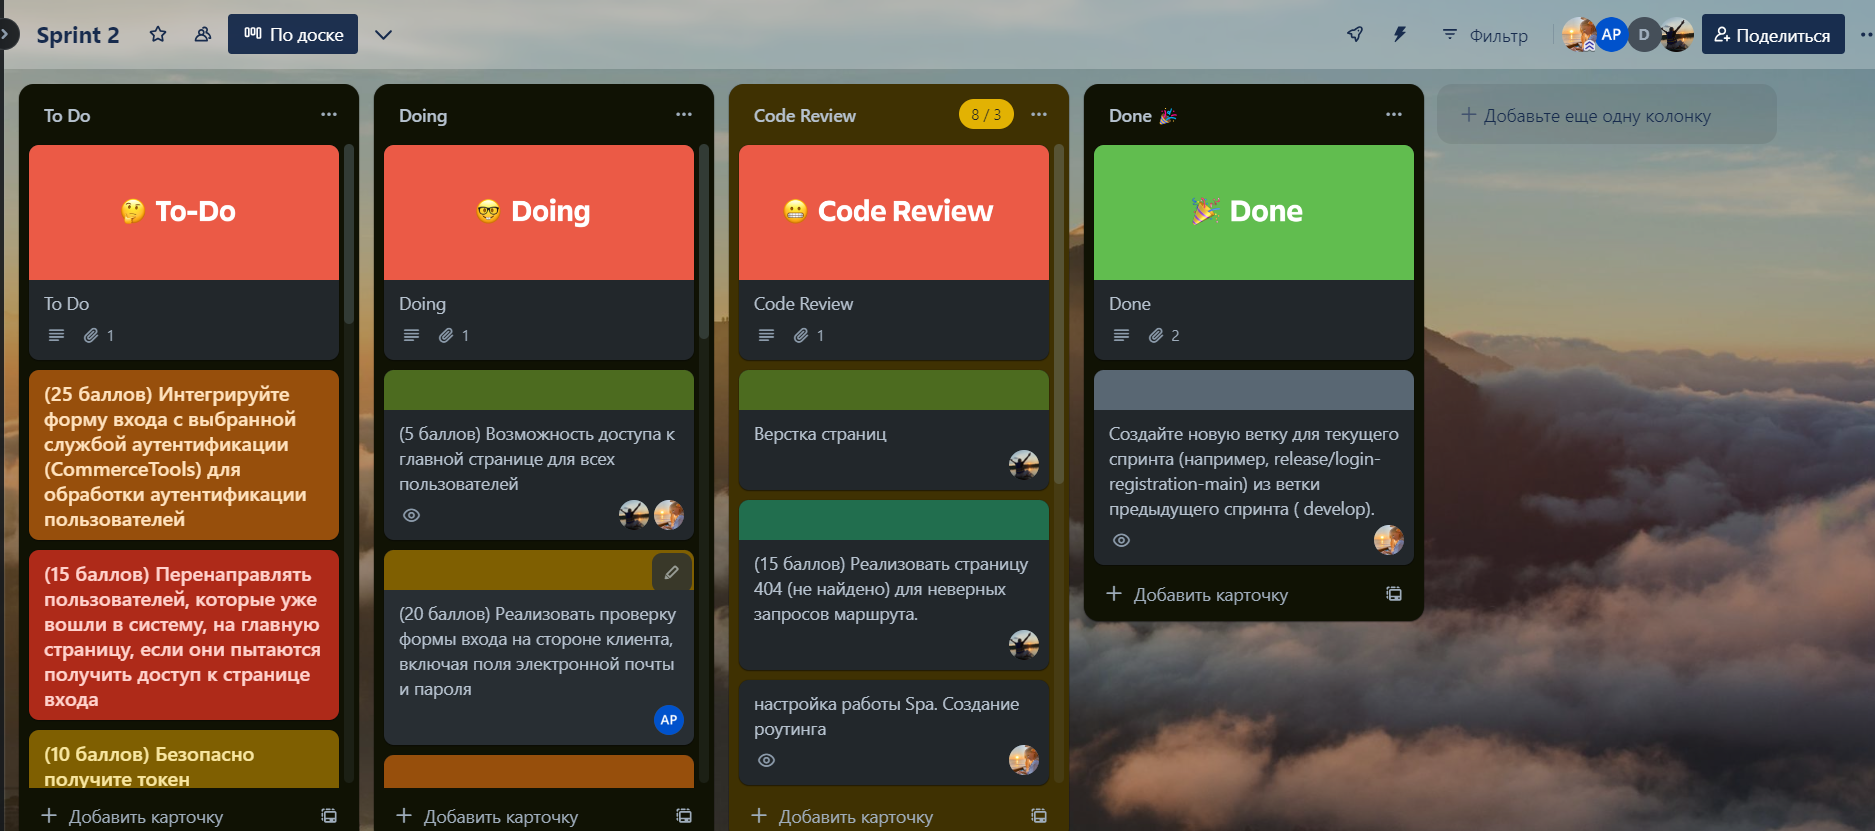 Sprint 2
По доске
Фильтр
AP
D
Поделиться
To Do
To-Do
To Do
1
(25 баллов) Интегрируйте
форму входа с выбранной
службой аутентификации
(CommerceTools) для
обработки аутентификации
пользователей
(15 баллов) Перенаправлять
пользователей, которые уже
вошли в систему, на главную
страницу, если они пытаются
получить доступ к странице
входа
(10 баллов) Безопасно
получите токен
+ Добавить карточку
Doing
Doing
Doing
1
(5 баллов) Возможность доступа к
главной странице для всех
пользователей
(20 баллов) Реализовать проверку
формы входа на стороне клиента,
включая поля электронной почты
и пароля
AP
+ Добавить карточку
Code Review
8 / 3
Code Review
Code Review
1
Верстка страниц
(15 баллов) Реализовать страницу
404 (не найдено) для неверных
запросов маршрута.
настройка работы Spa. Создание
роутинга
+ Добавить карточку
Done 🎉
Done
Done
2
Создайте новую ветку для текущего
спринта (например, release/login-
registration-main) из ветки
предыдущего спринта ( develop).
+ Добавить карточку
+ Добавьте еще одну колонку